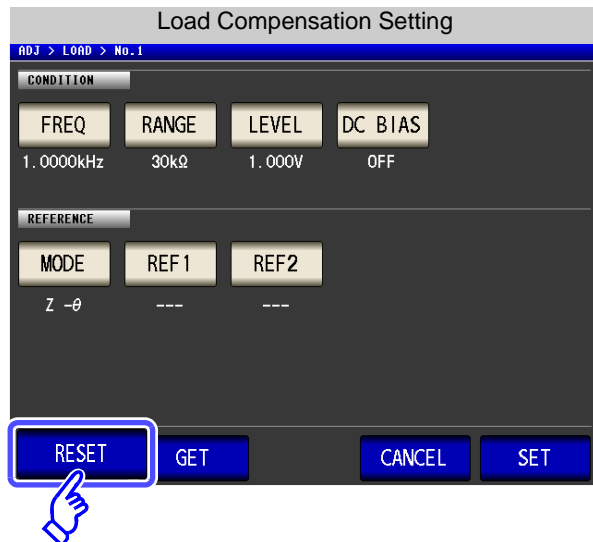 Load Compensation Setting
ADJ > LOAD > No.1
CONDITION
FREQ RANGE LEVEL DC BIAS
1.0000kHz 30kΩ 1.000V OFF
REFERENCE
MODE REF1 REF2
Z -θ --- ---
RESET GET CANCEL SET